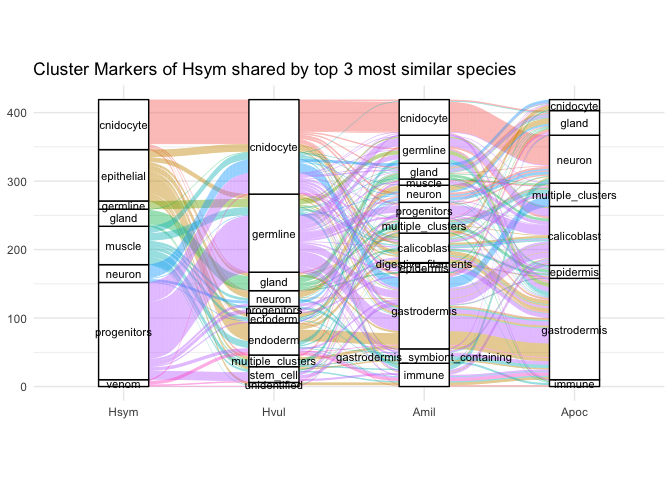 Cluster Markers of Hsym shared by top 3 most similar species
400
300
200
100
0
cnidocyte
epithelial
germline
gland
muscle
neuron
progenitors
venom
cnidocyte
germline
gland
neuron
progenitors
ectoderm
endoderm
multiple_clusters
stem_cell
unidentified
cnidocyte
germline
gland
muscle
neuron
progenitors
multiple_clusters
calicoblast
digestive_filaments
epidermis
gastrodermis
gastrodermis_symbiont_containing
immune
cnidocyte
gland
neuron
multiple_clusters
calicoblast
epidermis
gastrodermis
immune
Hsym
Hvul
Amil
Apoc